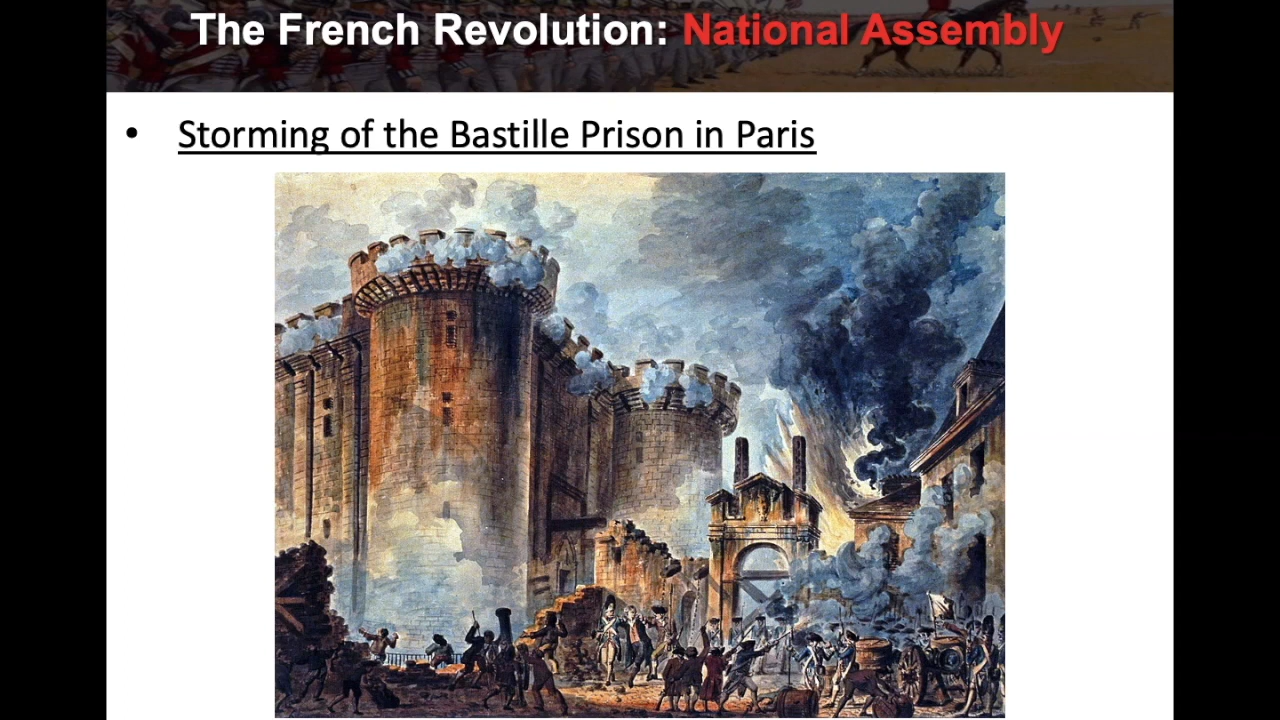 The French Revolution: National Assembly
• Storming of the Bastille Prison in Paris